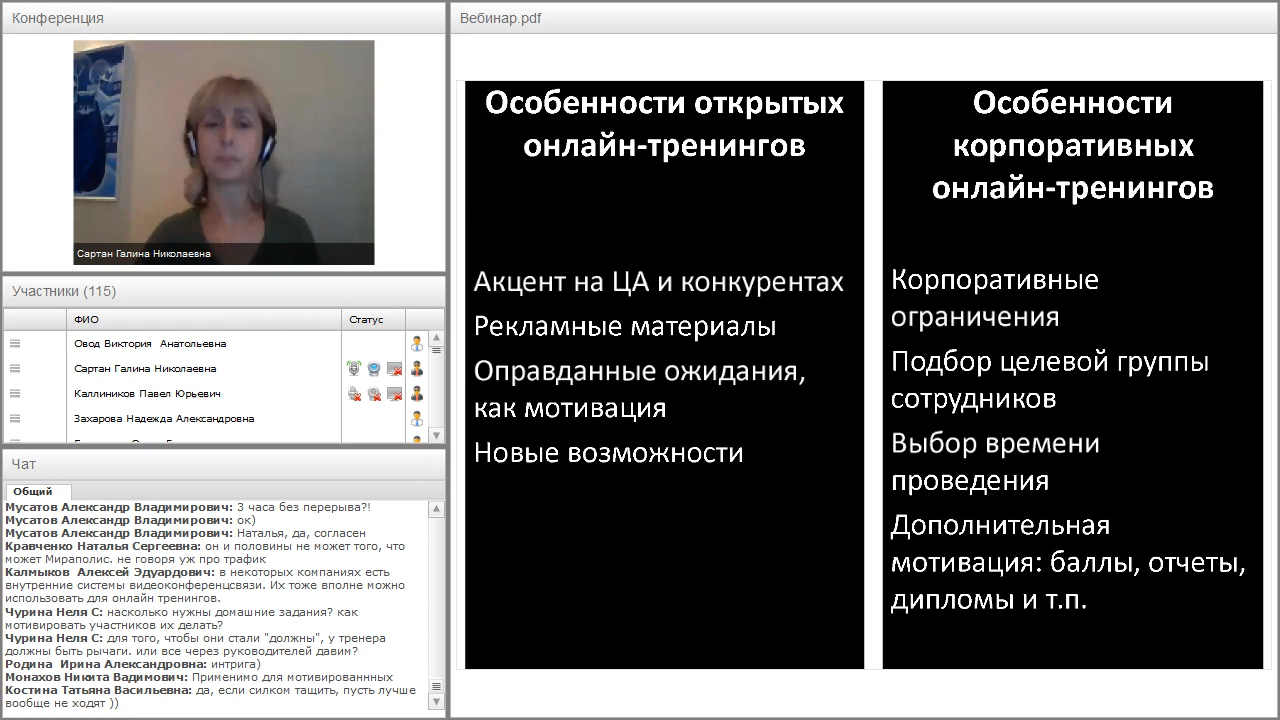 Конференция
Сартан Галина Николаевна
Участники (115)
ФИО
Статус
Овод Виктория Анатольевна
Сартан Галина Николаевна
Каллиников Павел Юрьевич
Захарова Надежда Александровна
Чат
Общий
Мусатов Александр Владимирович: 3 часа без перерыва?!
Мусатов Александр Владимирович: ок)
Мусатов Александр Владимирович: Наталья, да, согласен
Кравченко Наталья Сергеевна: он и половины не может того, что
может Мираполис. не говоря уж про трафик
Калмыков Алексей Эдуардович: в некоторых компаниях есть
внутренние системы видеоконференцсвязи. Их тоже вполне можно
использовать для онлайн тренингов.
Чурина Неля С: насколько нужны домашние задания? как
мотивировать участников их делать?
Чурина Неля С: для того, чтобы они стали "должны", у тренера
должны быть рычаги. или все через руководителей давим?
Родина Ирина Александровна: интрига)
Монахов Никита Вадимович: Применимо для мотивированнных
Костина Татьяна Васильевна: да, если силком тащить, пусть лучше
вообще не ходят ))
Вебинар.pdf
Особенности открытых
онлайн-тренингов
Акцент на ЦА и конкурентах
Рекламные материалы
Оправданные ожидания,
как мотивация
Новые возможности
Особенности
корпоративных
онлайн-тренингов
Корпоративные
ограничения
Подбор целевой группы
сотрудников
Выбор времени
проведения
Дополнительная
мотивация: баллы, отчеты,
дипломы и т.п.